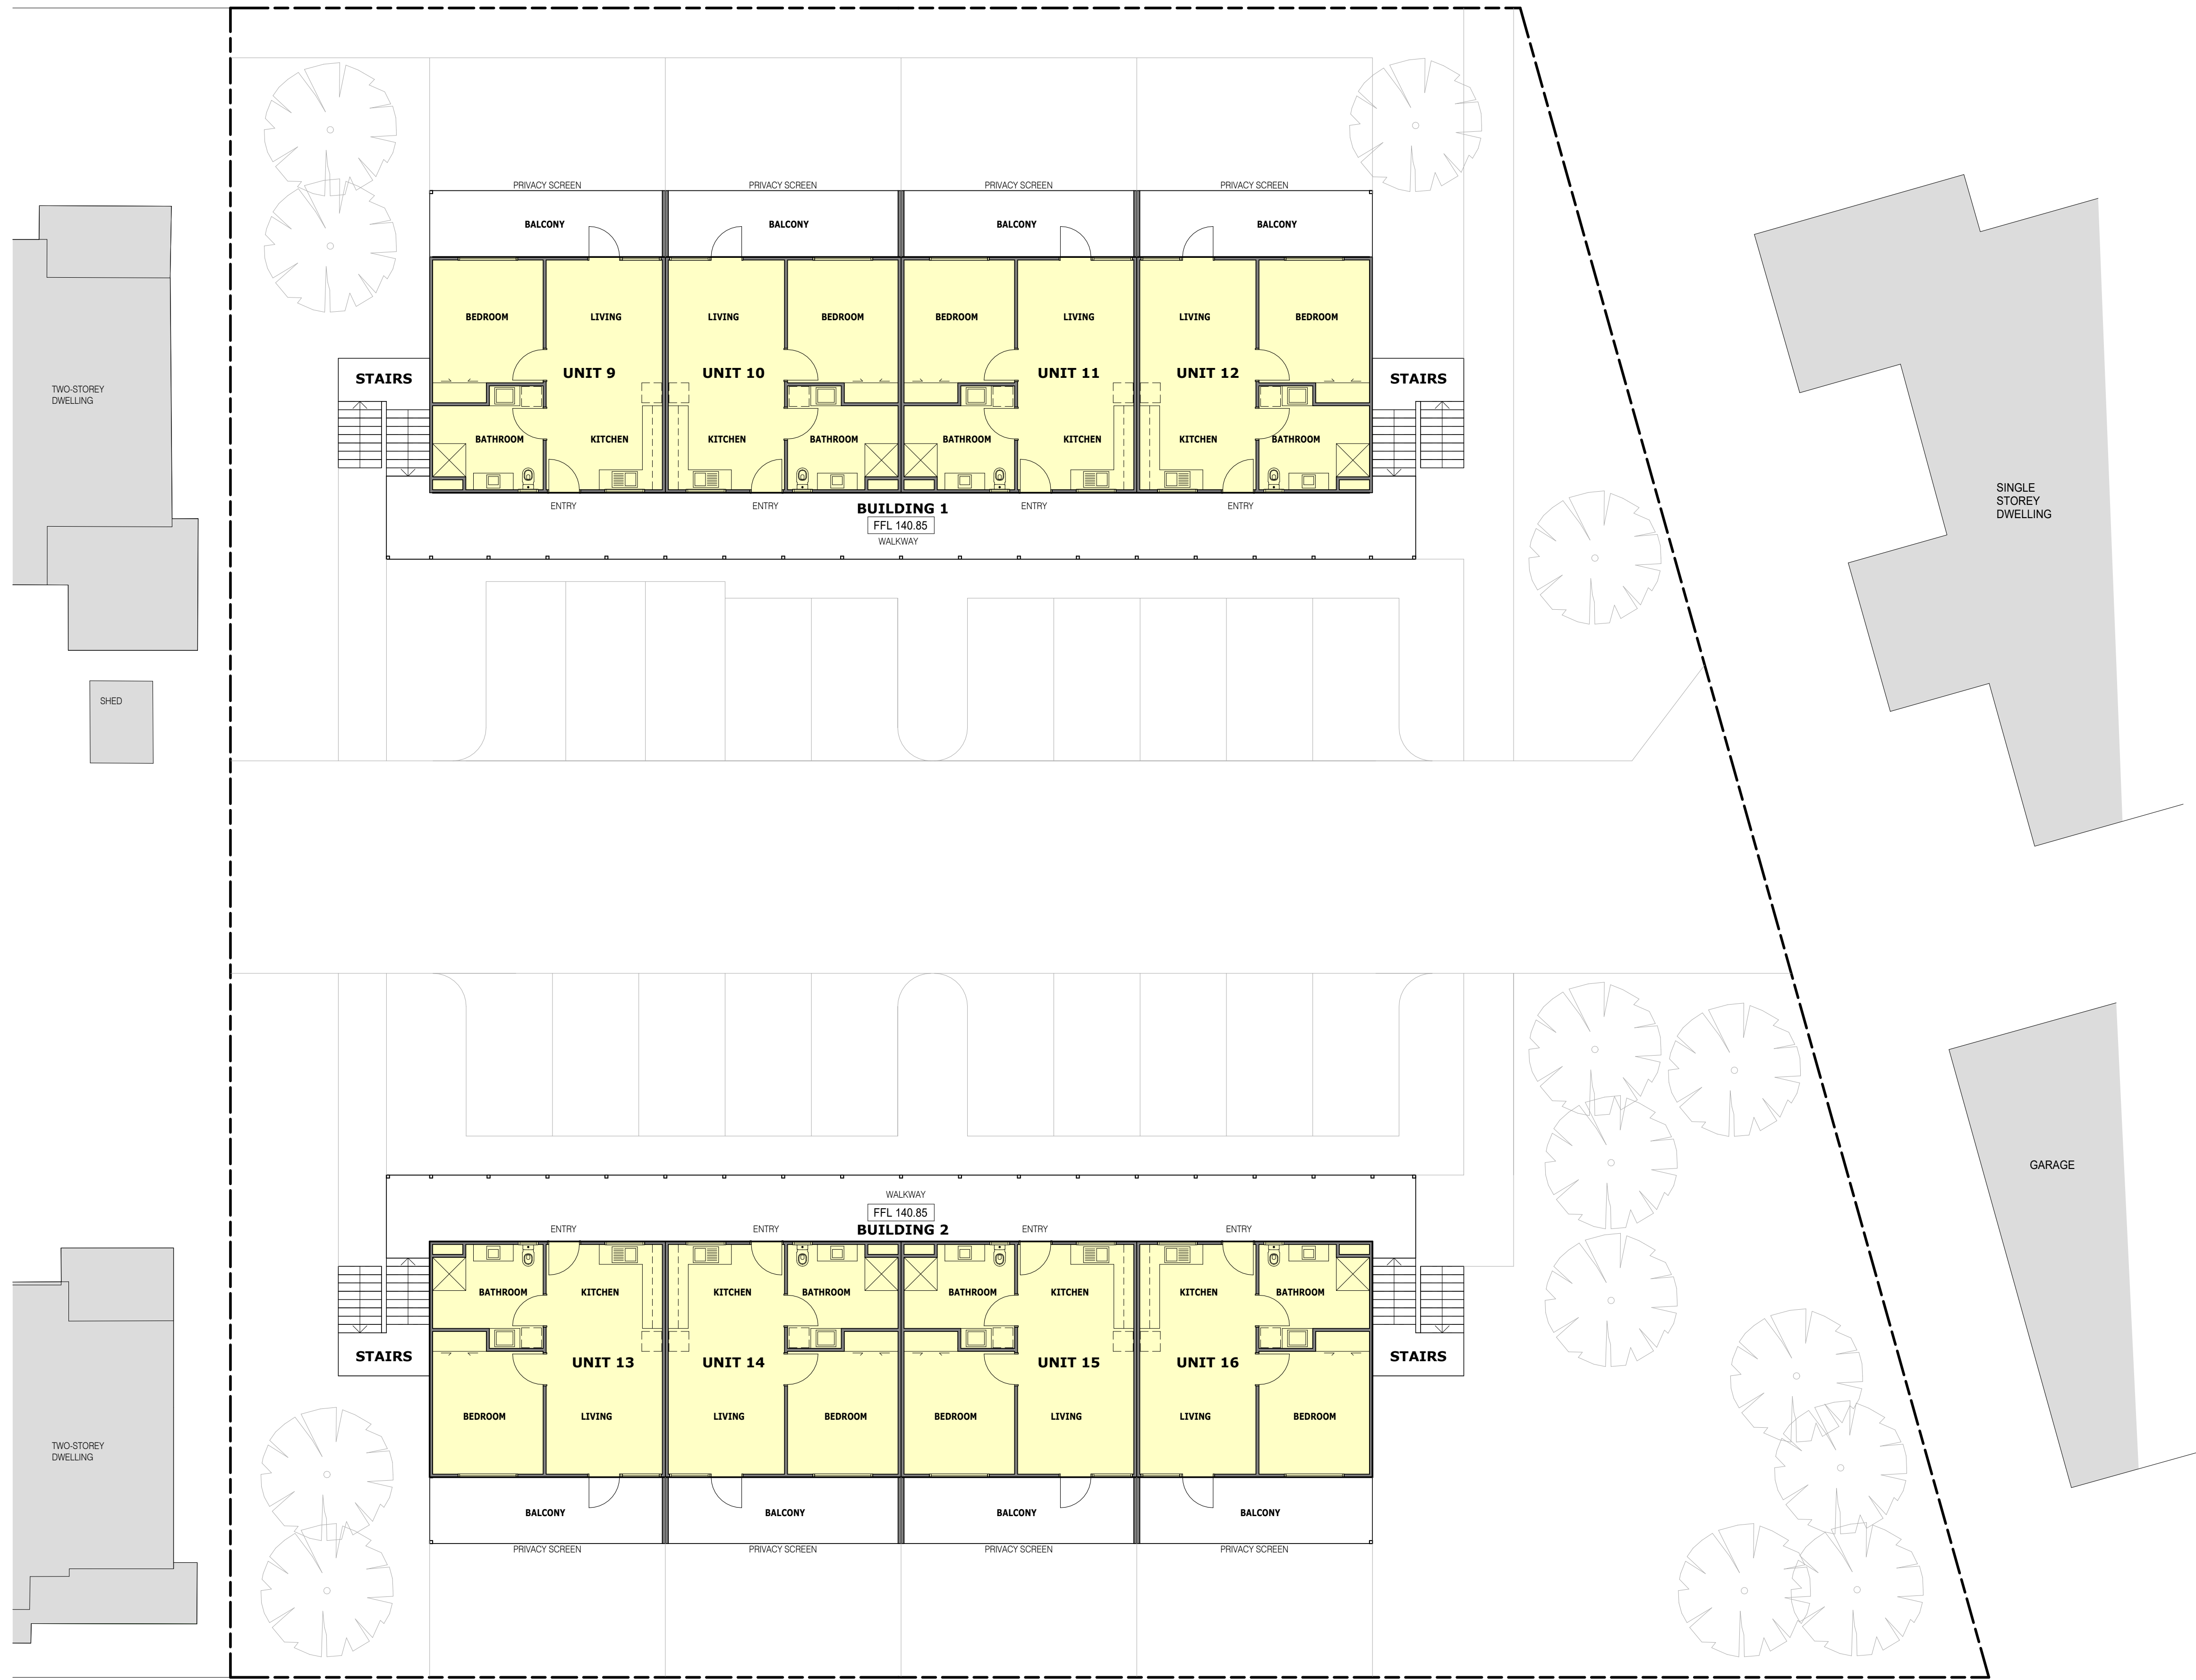 PRIVACY SCREEN PRIVACY SCREEN PRIVACY SCREEN PRIVACY SCREEN
BALCONY BALCONY BALCONY BALCONY
BEDROOM LIVING LIVING BEDROOM BEDROOM LIVING LIVING BEDROOM
UNIT 9 UNIT 10 UNIT 11 UNIT 12
STAIRS STAIRS
TWO-STOREY
DWELLING
BATHROOM KITCHEN KITCHEN BATHROOM BATHROOM KITCHEN KITCHEN BATHROOM
ENTRY ENTRY ENTRY ENTRY
BUILDING 1
FFL 140.85
WALKWAY
SINGLE
STOREY
DWELLING
SHED
GARAGE
WALKWAY
FFL 140.85
BUILDING 2
ENTRY ENTRY ENTRY ENTRY
BATHROOM KITCHEN KITCHEN BATHROOM BATHROOM KITCHEN KITCHEN BATHROOM
STAIRS STAIRS
UNIT 13 UNIT 14 UNIT 15 UNIT 16
BEDROOM LIVING LIVING BEDROOM BEDROOM LIVING LIVING BEDROOM
TWO-STOREY
DWELLING
BALCONY BALCONY BALCONY BALCONY
PRIVACY SCREEN PRIVACY SCREEN PRIVACY SCREEN PRIVACY SCREEN